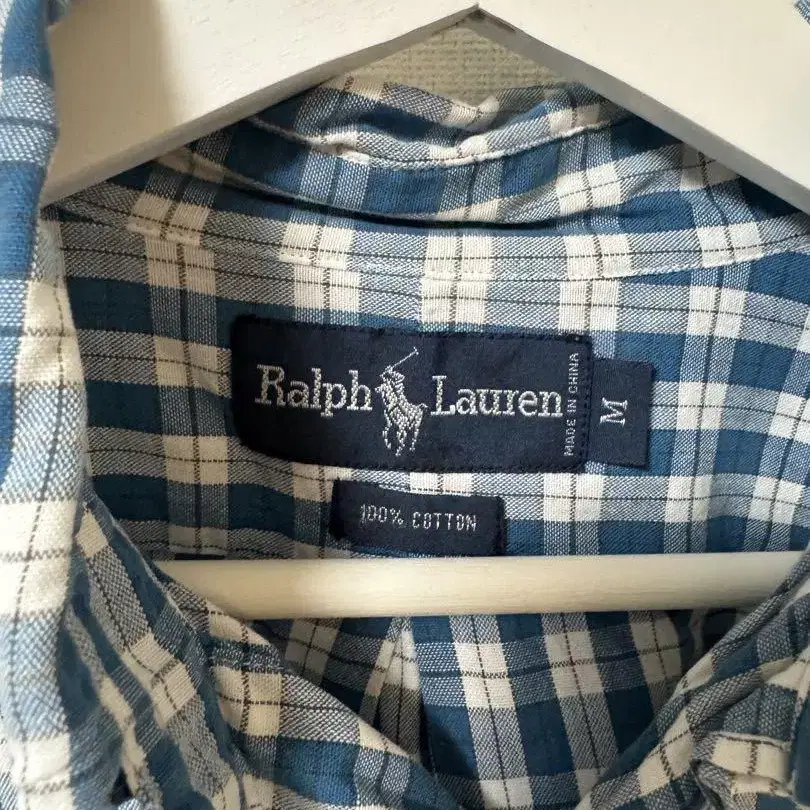 Ralph Lauren
MADE IN CHINA
M
100% COTTON